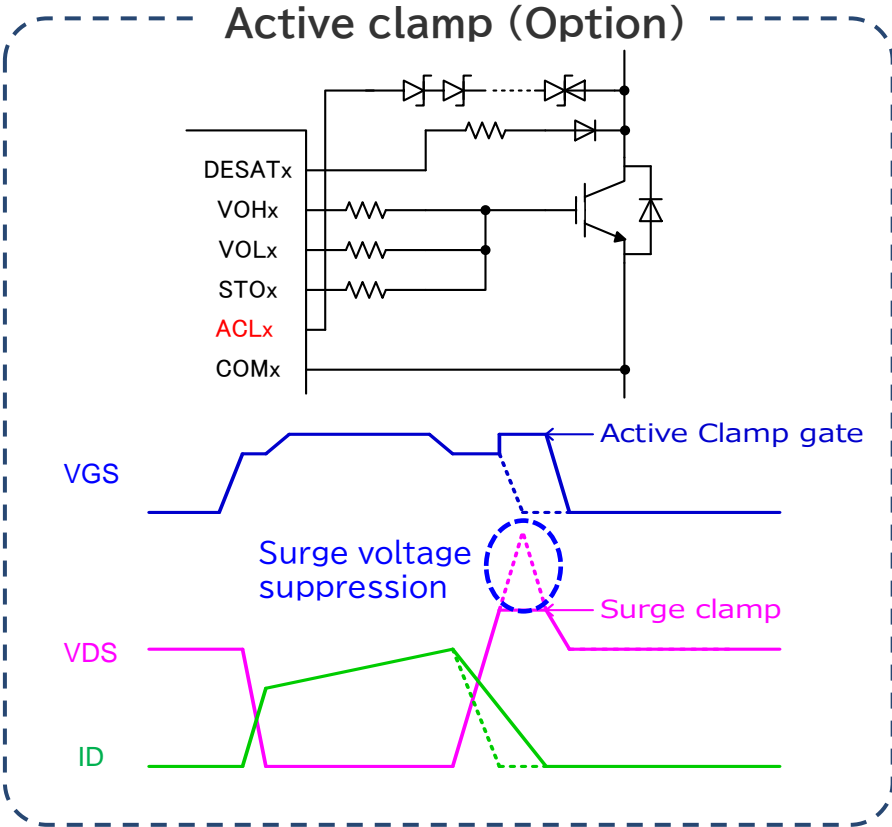 Active clamp (Option)
DESATx
VOHx
VOLx
STOx
ACLx
COMx
Active Clamp gate
VGS
Surge voltage
suppression
Surge clamp
VDS
ID